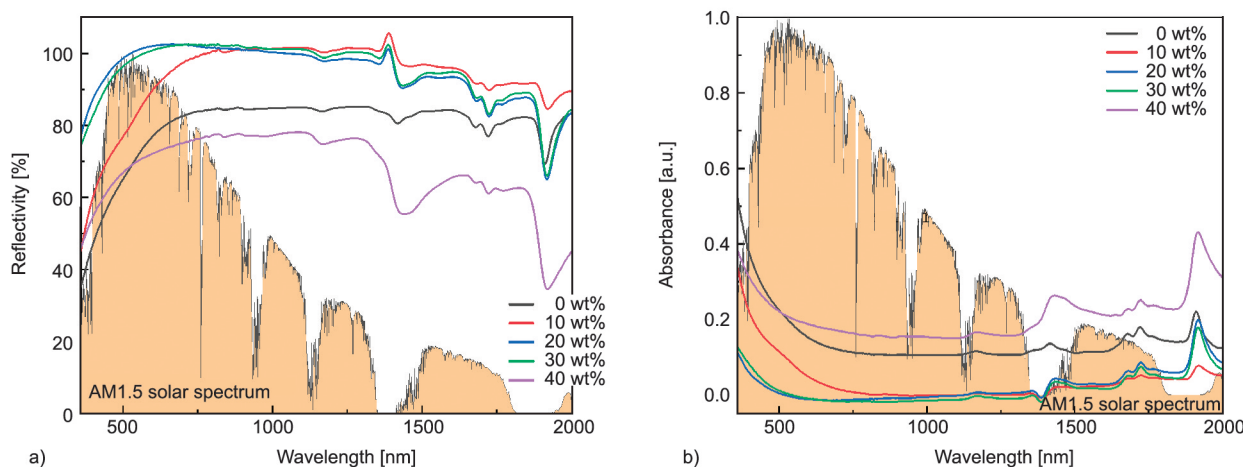 100
80
60
40
20
0
Reflectivity [%]
0 wt%
10 wt%
20 wt%
30 wt%
40 wt%
AM1.5 solar spectrum
500
1000
1500
2000
Wavelength [nm]
a)
1.0
0.8
0.6
0.4
0.2
0.0
Absorbance [a.u.]
0 wt%
10 wt%
20 wt%
30 wt%
40 wt%
AM1.5 solar spectrum
500
1000
1500
2000
Wavelength [nm]
b)